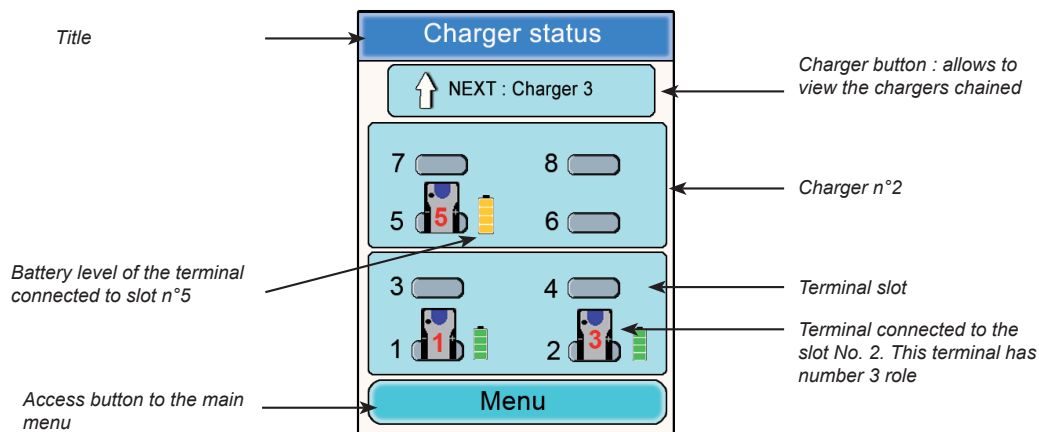 Title
Charger status
NEXT : Charger 3
Charger button : allows to
view the chargers chained
7
8
5
5
6
Charger n°2
Battery level of the terminal
connected to slot n°5
3
4
Terminal slot
1
1
2
3
Terminal connected to the
slot No. 2. This terminal has
number 3 role
Access button to the main
menu
Menu